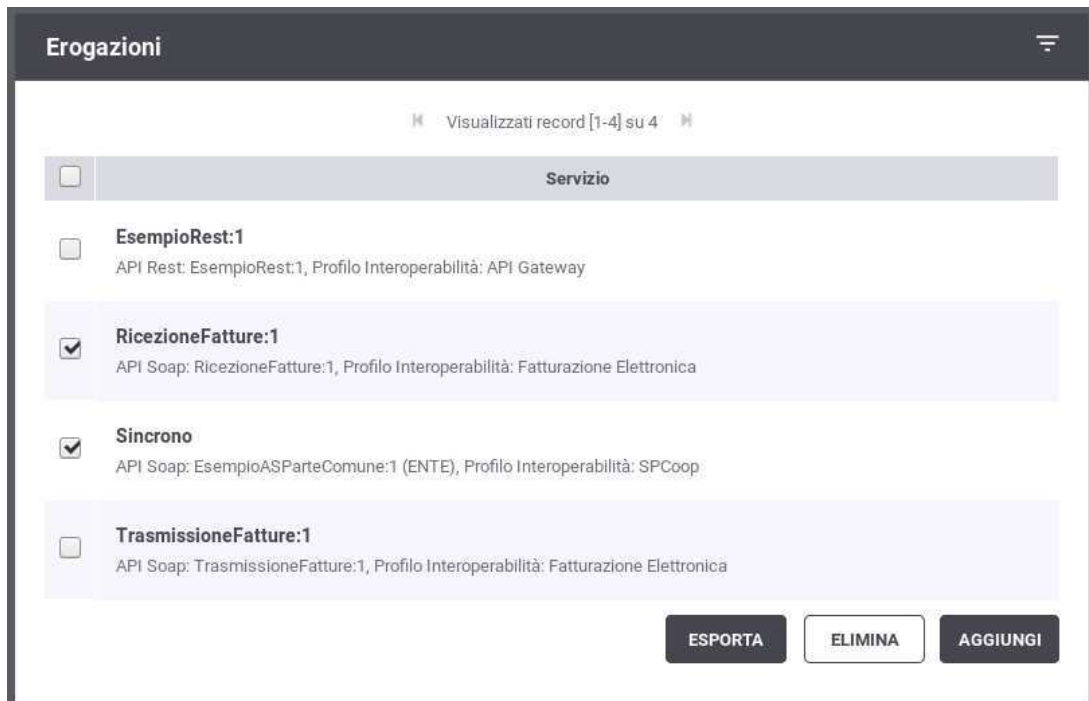 Erogazioni
Visualizzati record [1-4] su 4
Servizio
EsempioRest:1
API Rest: EsempioRest:1, Profilo Interoperabilità: API Gateway
RicezioneFatture:1
API Soap: RicezioneFatture:1, Profilo Interoperabilità: Fatturazione Elettronica
Sincrono
API Soap: EsempioASParteComune:1 (ENTE), Profilo Interoperabilità: SPCoop
TrasmissioneFatture:1
API Soap: TrasmissioneFatture:1, Profilo Interoperabilità: Fatturazione Elettronica
ESPORTA ELIMINA AGGIUNGI